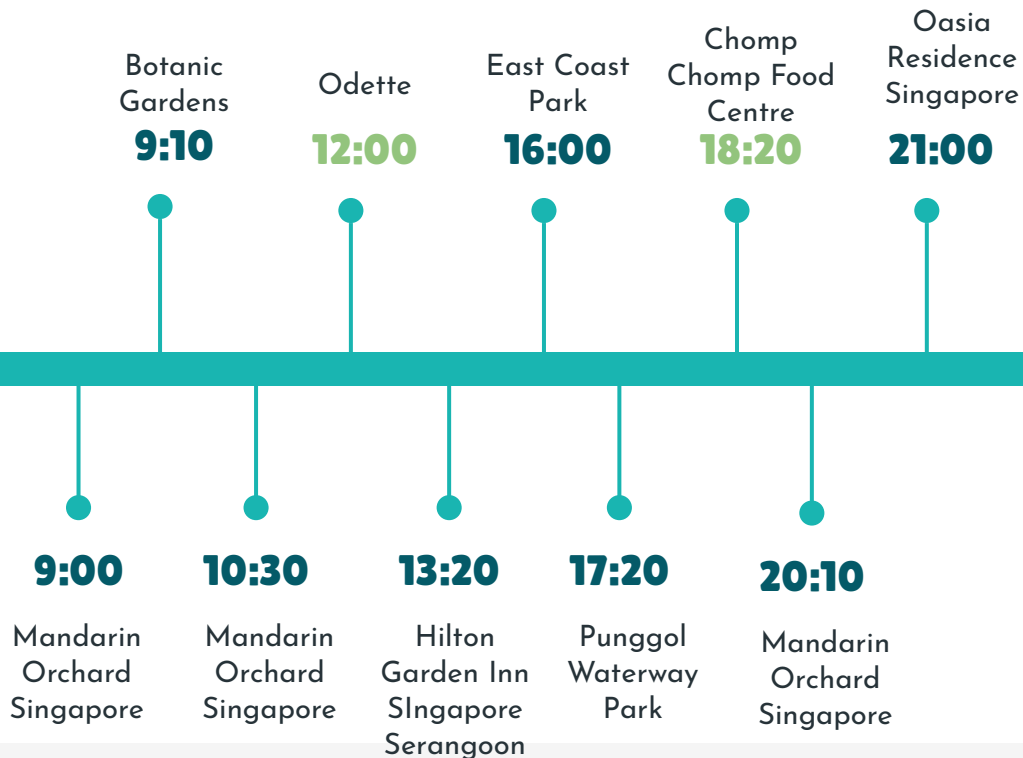 Botanic
Gardens
9:10
Odette
12:00
East Coast
Park
16:00
Chomp
Chomp Food
Centre
18:20
Oasia
Residence
Singapore
21:00
9:00
Mandarin
Orchard
Singapore
10:30
Mandarin
Orchard
Singapore
13:20
Hilton
Garden Inn
SIngapore
Serangoon
17:20
Punggol
Waterway
Park
20:10
Mandarin
Orchard
Singapore